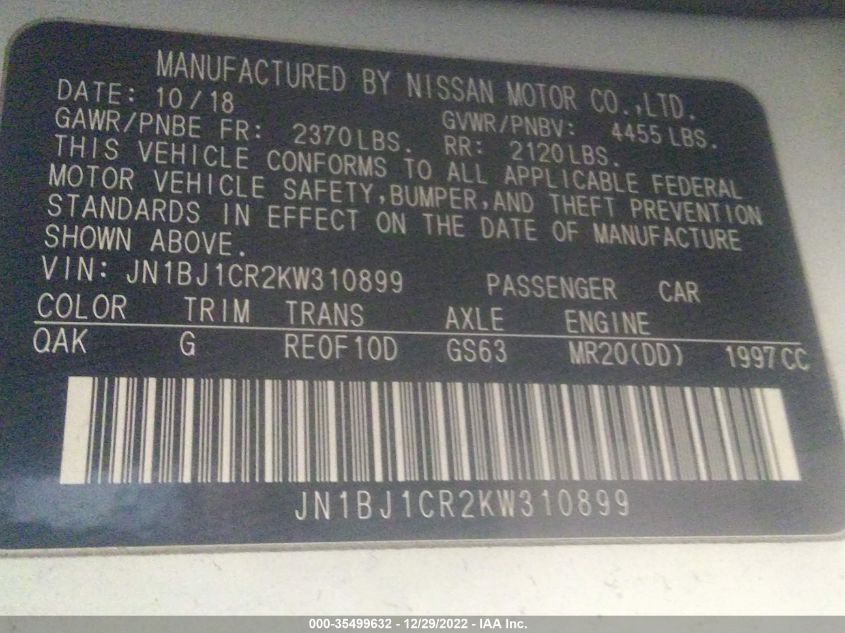 MANUFACTURED BY NISSAN MOTOR CO.,LTD.
DATE: 10/18
GAWR/PNBE FR: 2370LBS. GVWR/PNBV: 4455 LBS.
RR: 2120LBS.
THIS VEHICLE CONFORMS TO ALL APPLICABLE FEDERAL
MOTOR VEHICLE SAFETY,BUMPER,AND THEFT PREVENTION
STANDARDS IN EFFECT ON THE DATE OF MANUFACTURE
SHOWN ABOVE.
VIN: JN1BJ1CR2KW310899 PASSENGER CAR
COLOR TRIM TRANS AXLE ENGINE
QAK G RE0F10D GS63 MR20(DD) 1997CC
JN1BJ1CR2KW310899
000-35499632 - 12/29/2022 - IAA Inc.